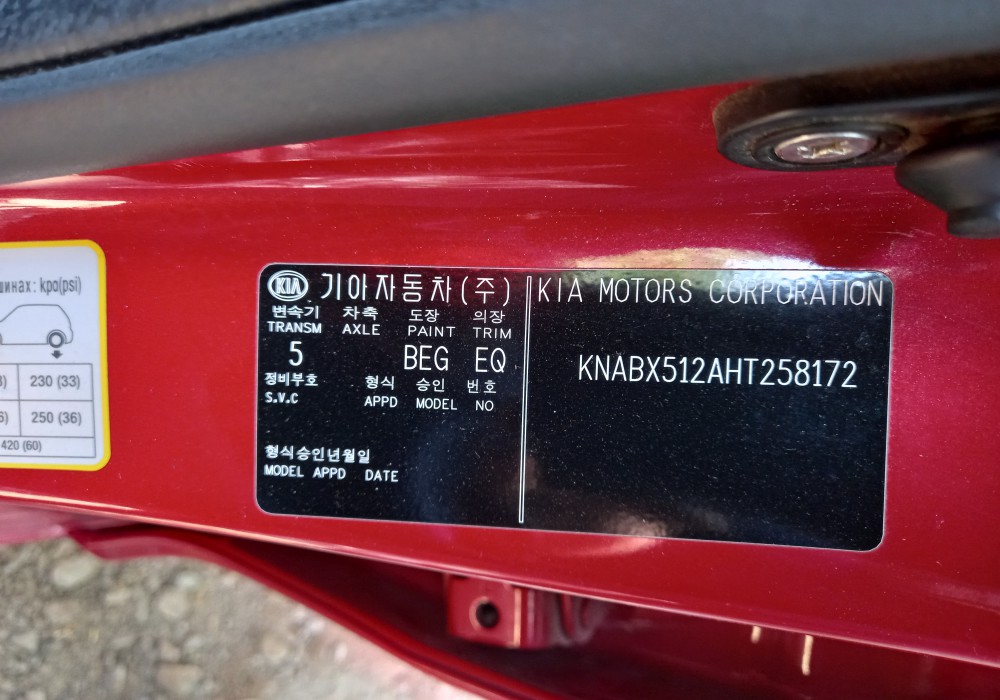 шинах: kpa(psi)
230 (33)
250 (36)
420 (60)
KIA 기아자동차(주) KIA MOTORS CORPORATION
변속기 차축 도장 의장
TRANSM AXLE PAINT TRIM
5 BEG EQ
KNABX512AHT258172
정비부호 형식 승인 번호
S.V.C APPD MODEL NO
형식승인년월일
MODEL APPD DATE